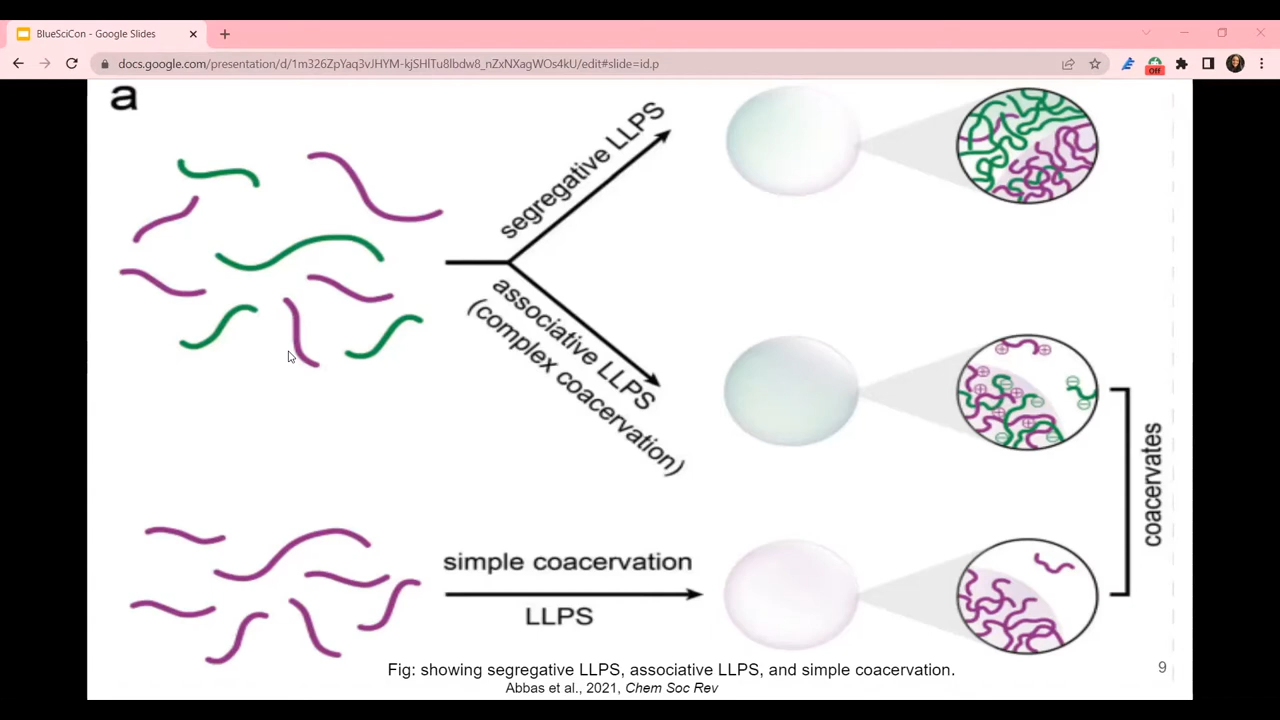 BlueSciCon - Google Slides
docs.google.com/presentation/d/1m326ZpYaq3vJHYM-kjSHlTu8lbdw8_nZxNXagWOs4kU/edit#slide=id.p
Off
a
segregative LLPS
associative LLPS
(complex coacervation)
simple coacervation
LLPS
coacervates
Fig: showing segregative LLPS, associative LLPS, and simple coacervation.
Abbas et al., 2021, Chem Soc Rev
9